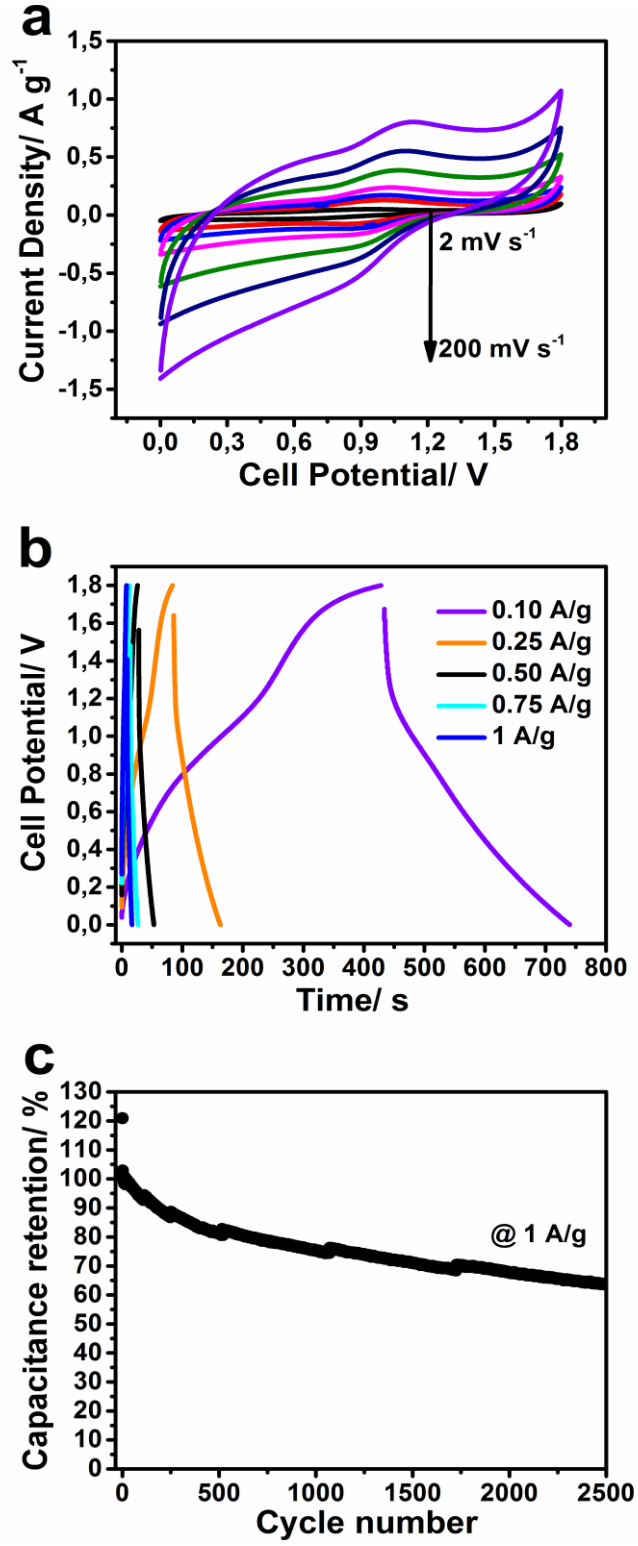 a
Current Density/ A g⁻¹
1,5
1,0
0,5
0,0
-0,5
-1,0
-1,5
2 mV s⁻¹
200 mV s⁻¹
0,0 0,3 0,6 0,9 1,2 1,5 1,8
Cell Potential/ V
b
Cell Potential/ V
1,8
1,6
1,4
1,2
1,0
0,8
0,6
0,4
0,2
0,0
0.10 A/g
0.25 A/g
0.50 A/g
0.75 A/g
1 A/g
0 100 200 300 400 500 600 700 800
Time/ s
c
Capacitance retention/ %
130
120
110
100
90
80
70
60
50
40
30
20
10
0
@ 1 A/g
0 500 1000 1500 2000 2500
Cycle number